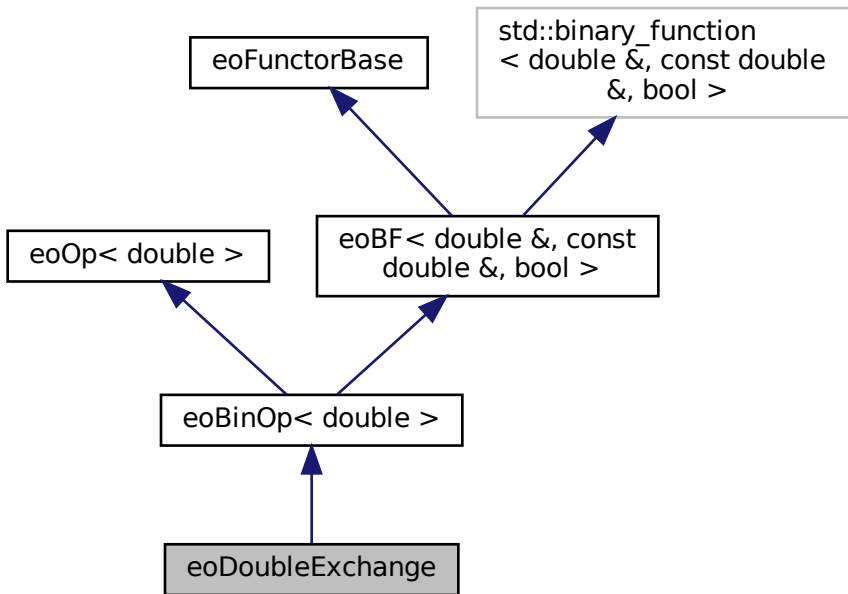 std::binary_function
< double &, const double
&, bool >
eoFunctorBase
eoBF< double &, const
double &, bool >
eoOp< double >
eoBinOp< double >
eoDoubleExchange